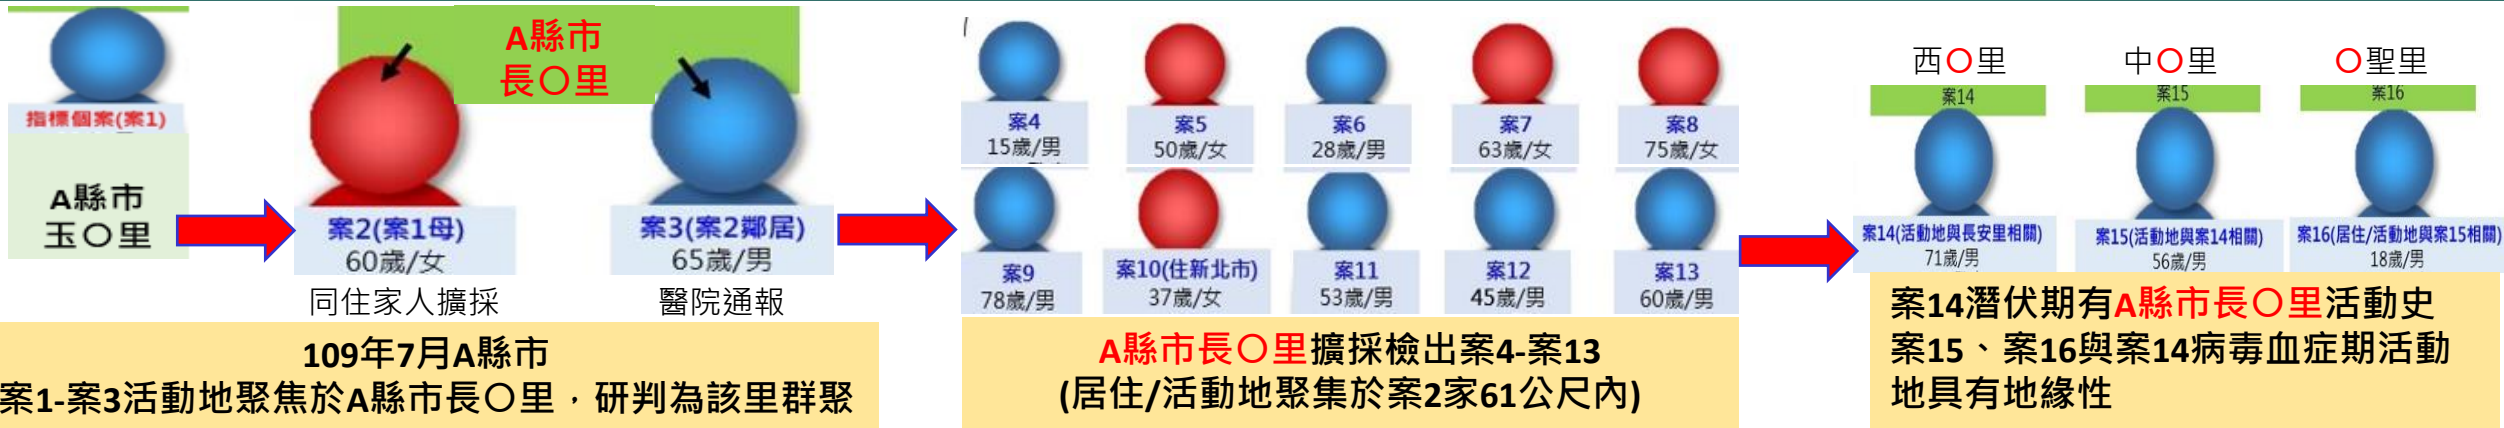 指標個案(案1)
A縣市
玉〇里
A縣市
長〇里
案2(案1母)
60歲/女
同住家人擴採
案3(案2鄰居)
65歲/男
醫院通報
109年7月A縣市
案1-案3活動地聚焦於A縣市長〇里，研判為該里群聚
案4
15歲/男
案5
50歲/女
案6
28歲/男
案7
63歲/女
案8
75歲/女
案9
78歲/男
案10(住新北市)
37歲/女
案11
53歲/男
案12
45歲/男
案13
60歲/男
A縣市長〇里擴採檢出案4-案13
(居住/活動地聚集於案2家61公尺內)
西〇里
案14
案14(活動地與長安里相關)
71歲/男
中〇里
案15
案15(活動地與案14相關)
56歲/男
〇聖里
案16
案16(居住/活動地與案15相關)
18歲/男
案14潛伏期有A縣市長〇里活動史
案15、案16與案14病毒血症期活動
地具有地緣性